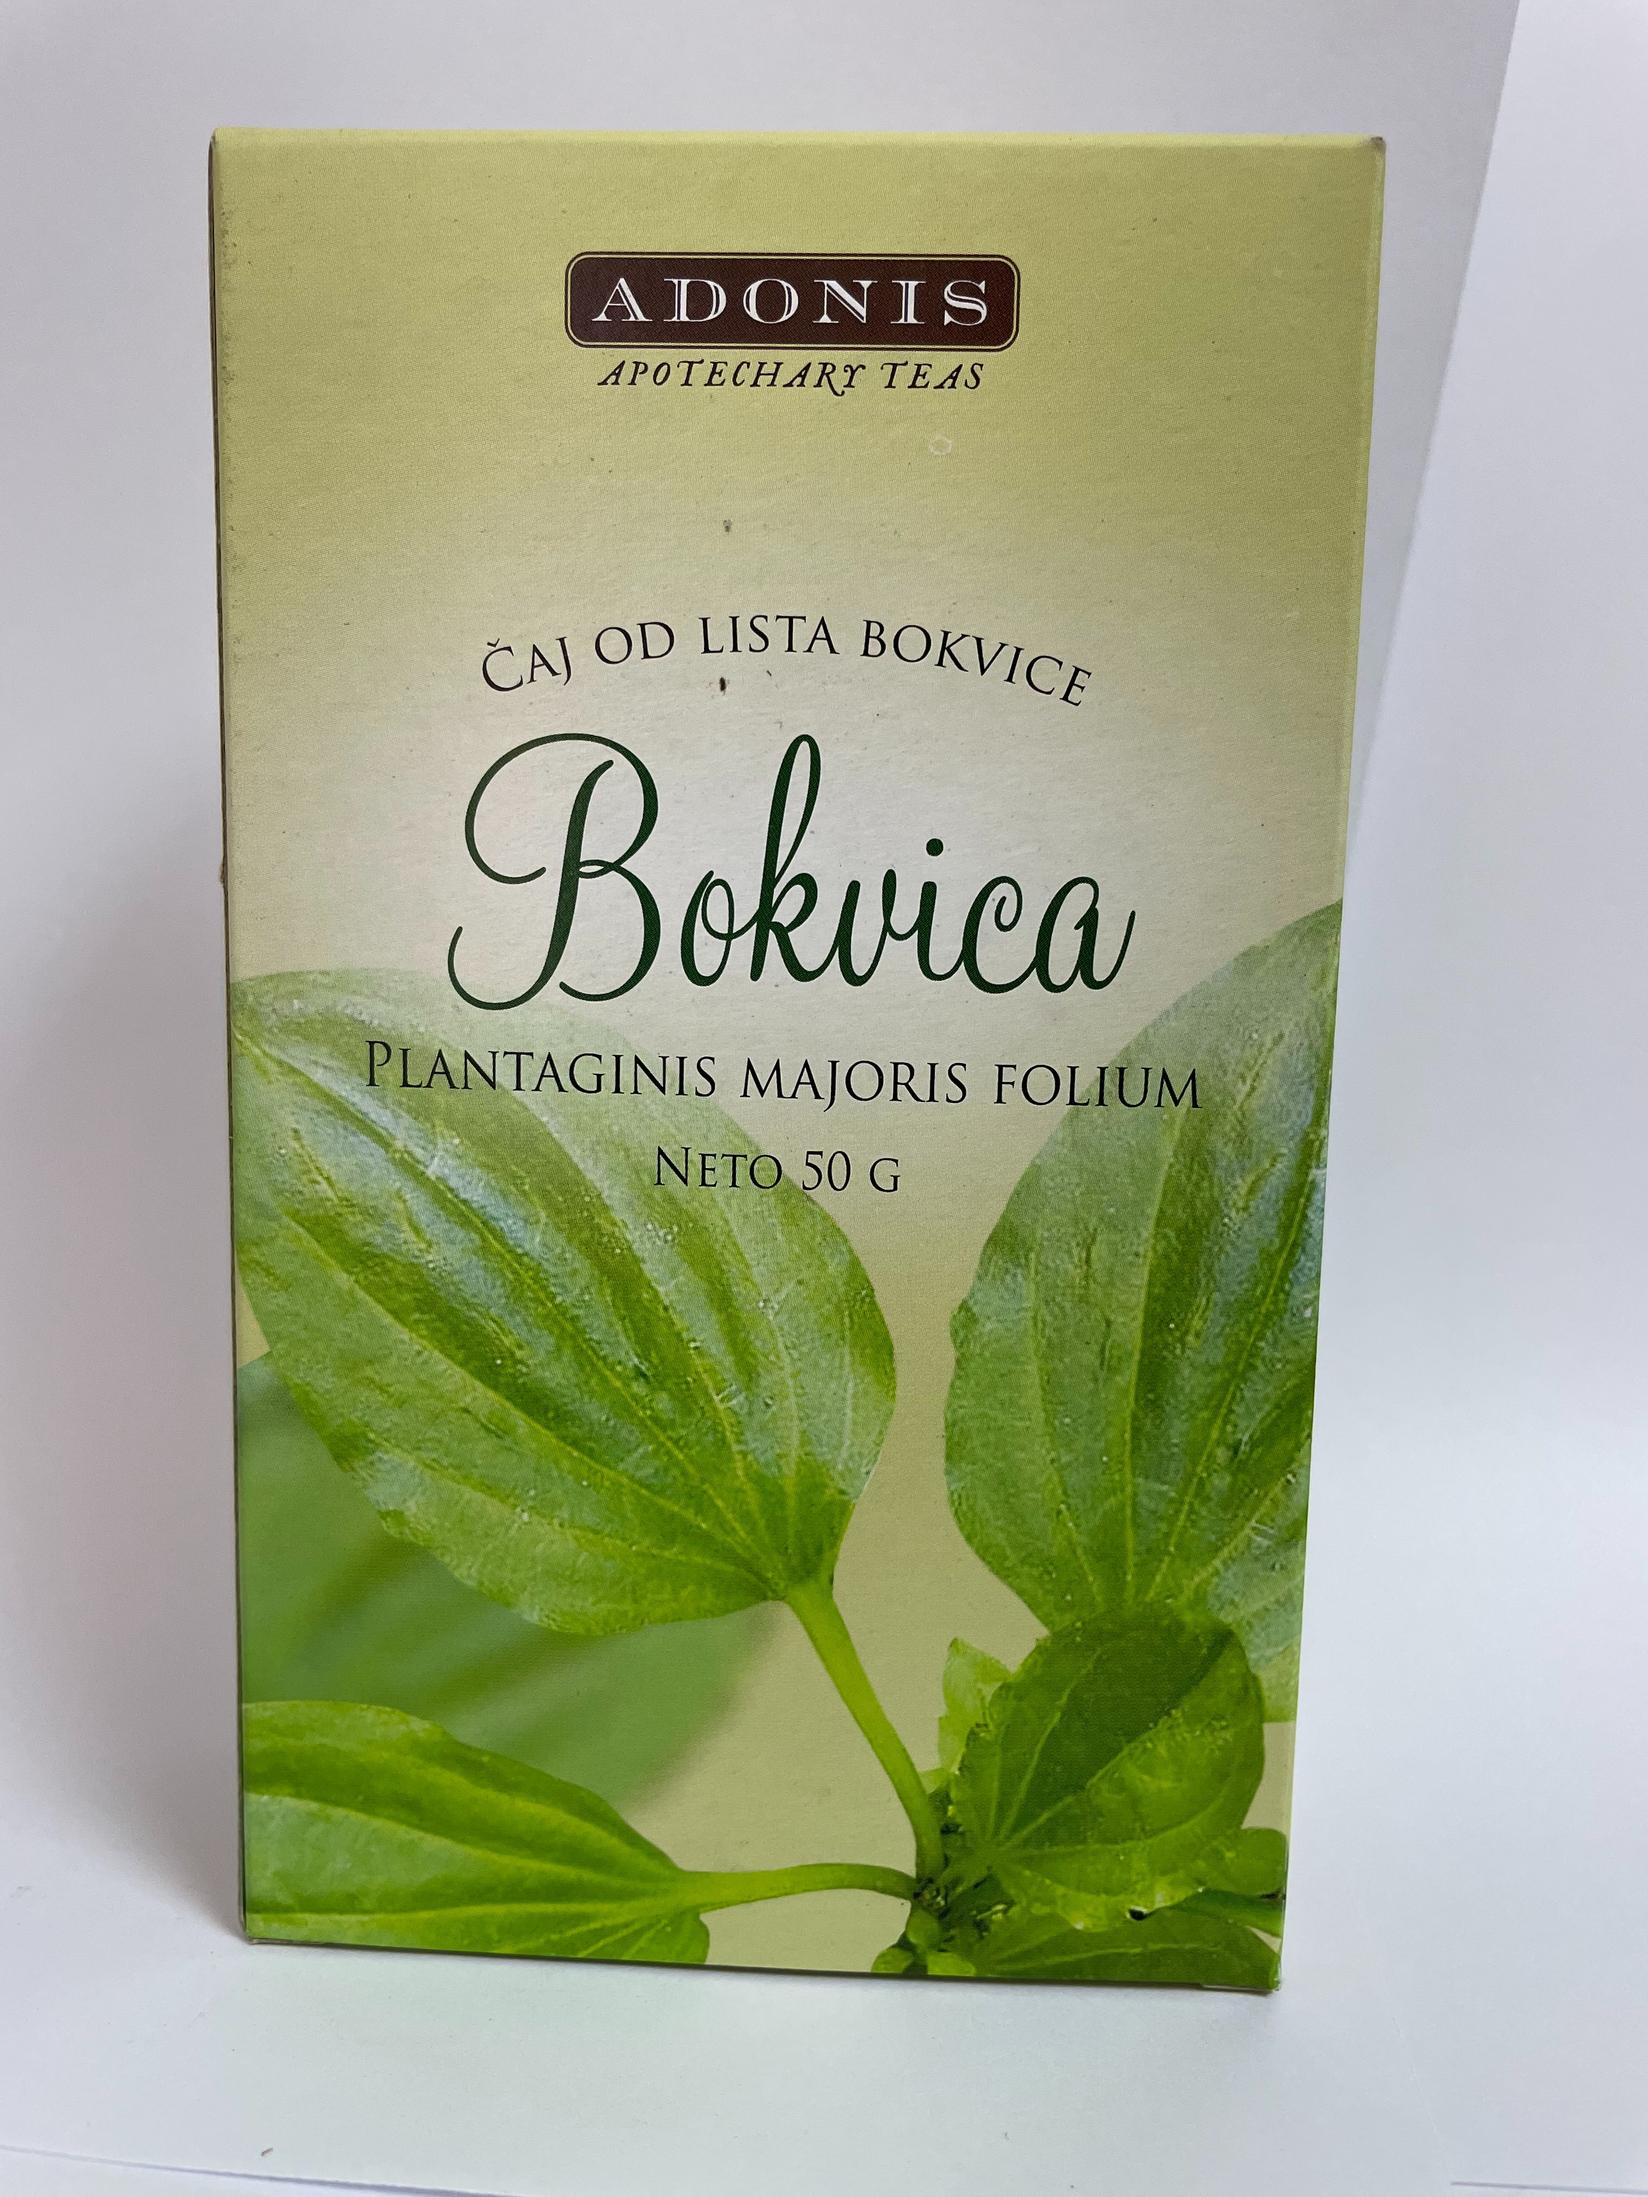 ADONIS
APOTECHARY TEAS
ČAJ OD LISTA BOKVICE
Bokvica
PLANTAGINIS MAJORIS FOLIUM
NETO 50 G